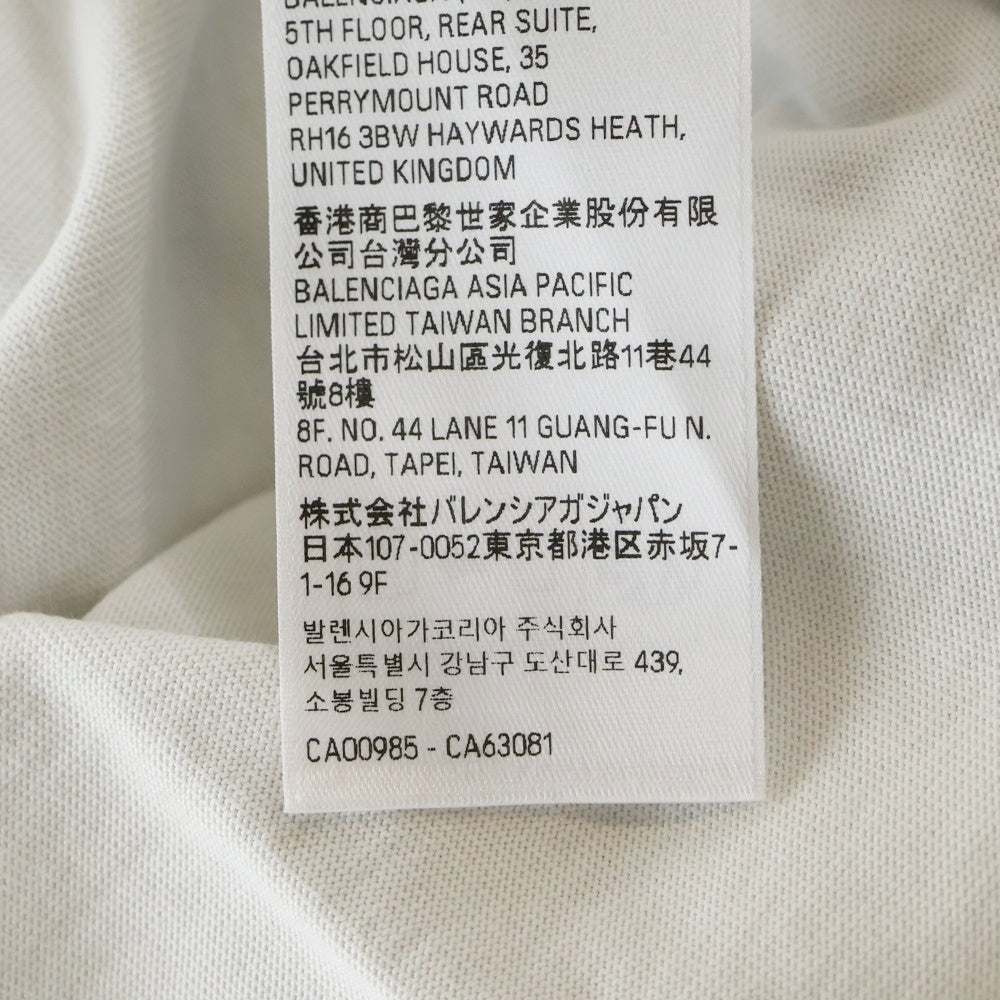 BALENCIAGA
5TH FLOOR, REAR SUITE,
OAKFIELD HOUSE, 35
PERRYMOUNT ROAD
RH16 3BW HAYWARDS HEATH,
UNITED KINGDOM
香港商巴黎世家企業股份有限
公司台灣分公司
BALENCIAGA ASIA PACIFIC
LIMITED TAIWAN BRANCH
台北市松山區光復北路11巷44
號8樓
8F. NO. 44 LANE 11 GUANG-FU N.
ROAD, TAPEI, TAIWAN
株式会社バレンシアガジャパン
日本107-0052東京都港区赤坂7-
1-16 9F
발렌시아가코리아 주식회사
서울특별시 강남구 도산대로 439,
소봉빌딩 7층
CA00985 - CA63081